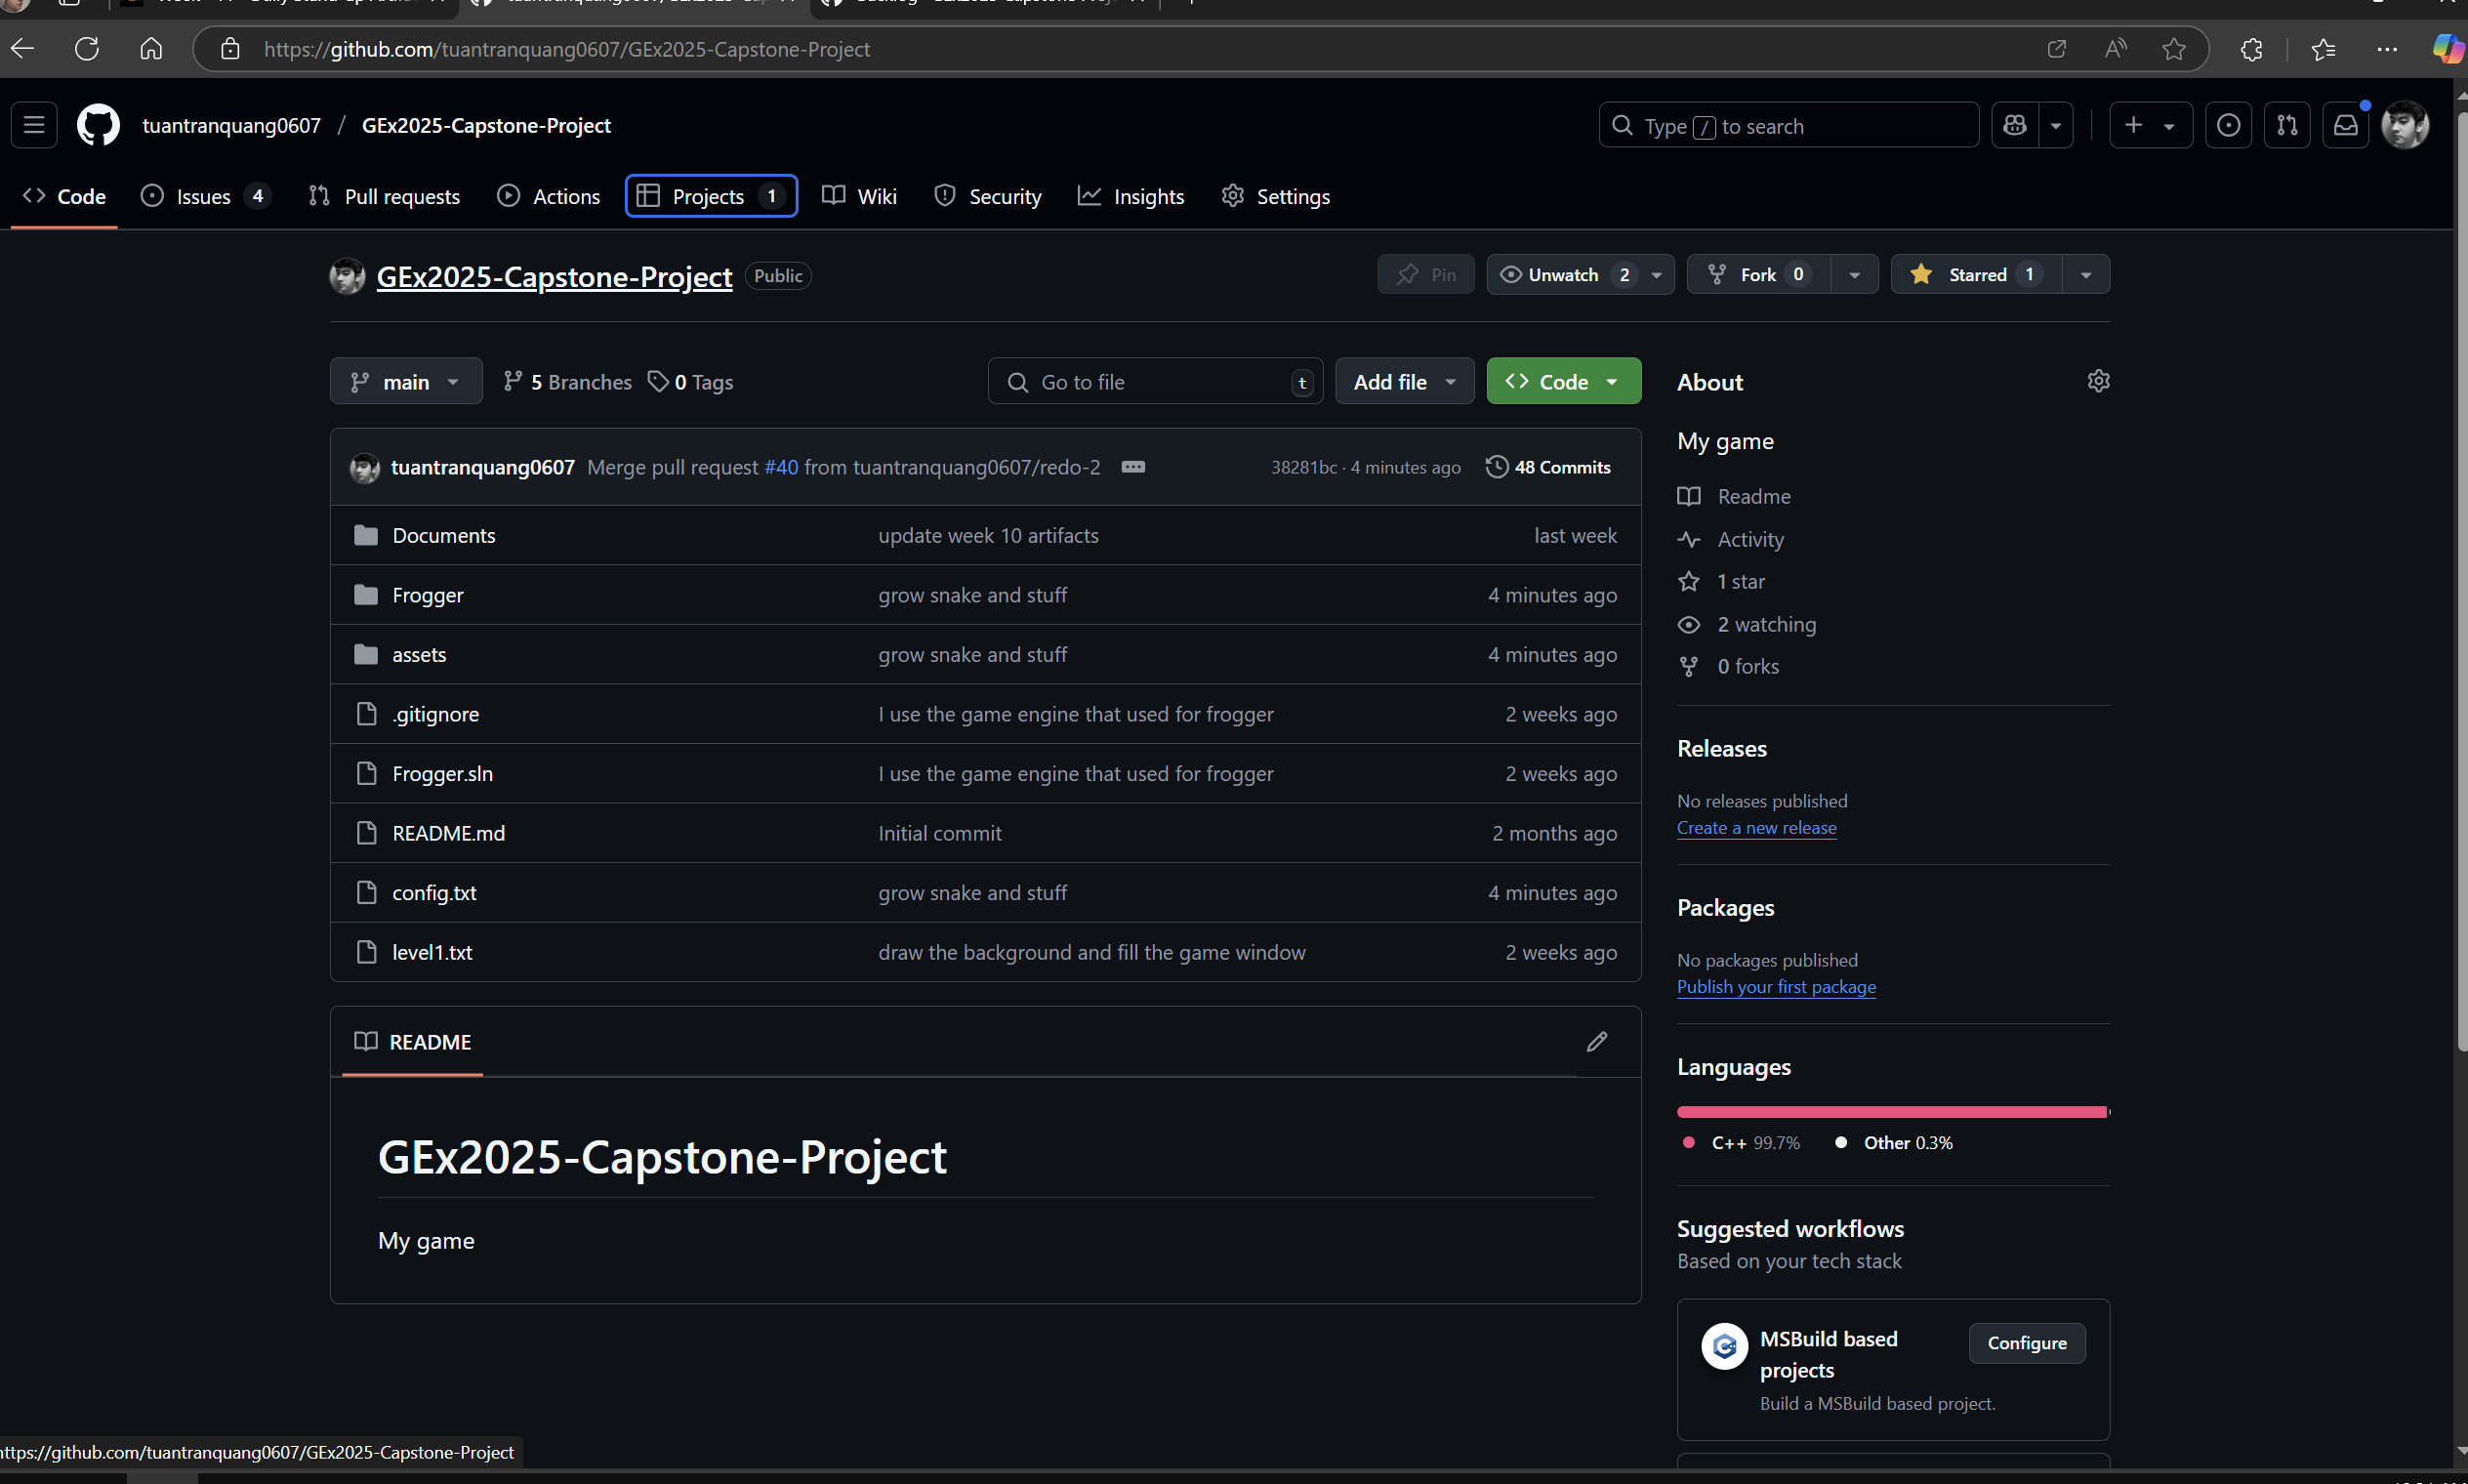 https://github.com/tuantranquang0607/GEx2025-Capstone-Project
tuantranquang0607 / GEx2025-Capstone-Project
Type / to search
Code
Issues 4
Pull requests
Actions
Projects 1
Wiki
Security
Insights
Settings
GEx2025-Capstone-Project Public
Pin
Unwatch 2
Fork 0
Starred 1
main
5 Branches
0 Tags
Go to file t
Add file
Code
tuantranquang0607 Merge pull request #40 from tuantranquang0607/redo-2
38281bc · 4 minutes ago
48 Commits
Documents update week 10 artifacts last week
Frogger grow snake and stuff 4 minutes ago
assets grow snake and stuff 4 minutes ago
.gitignore I use the game engine that used for frogger 2 weeks ago
Frogger.sln I use the game engine that used for frogger 2 weeks ago
README.md Initial commit 2 months ago
config.txt grow snake and stuff 4 minutes ago
level1.txt draw the background and fill the game window 2 weeks ago
README
GEx2025-Capstone-Project
My game
About
My game
Readme
Activity
1 star
2 watching
0 forks
Releases
No releases published
Create a new release
Packages
No packages published
Publish your first package
Languages
C++ 99.7% Other 0.3%
Suggested workflows
Based on your tech stack
MSBuild based
projects
Configure
Build a MSBuild based project.
https://github.com/tuantranquang0607/GEx2025-Capstone-Project